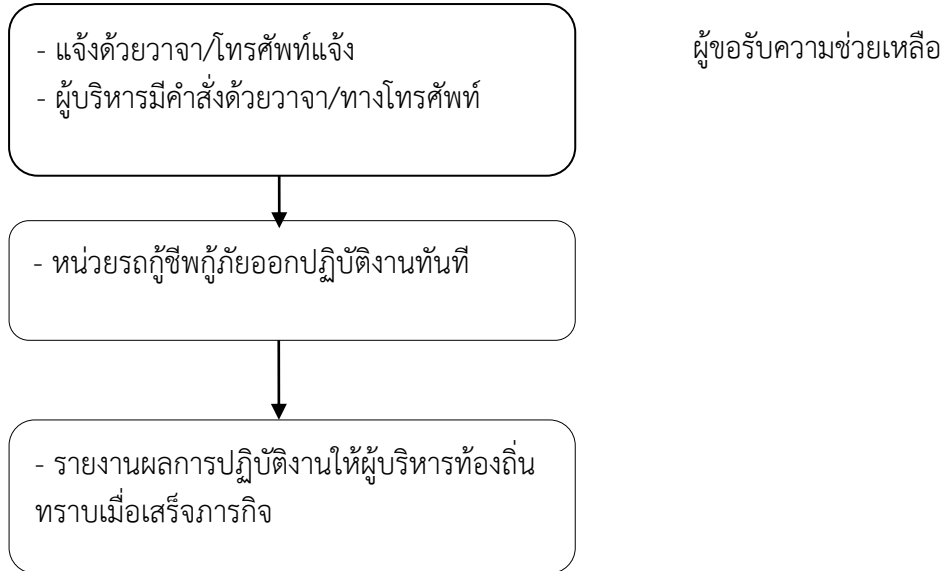 - แจ้งด้วยวาจา/โทรศัพท์แจ้ง
- ผู้บริหารมีคำสั่งด้วยวาจา/ทางโทรศัพท์
ผู้ขอรับความช่วยเหลือ
- หน่วยรถกู้ชีพกู้ภัยออกปฏิบัติงานทันที
- รายงานผลการปฏิบัติงานให้ผู้บริหารท้องถิ่น
ทราบเมื่อเสร็จภารกิจ